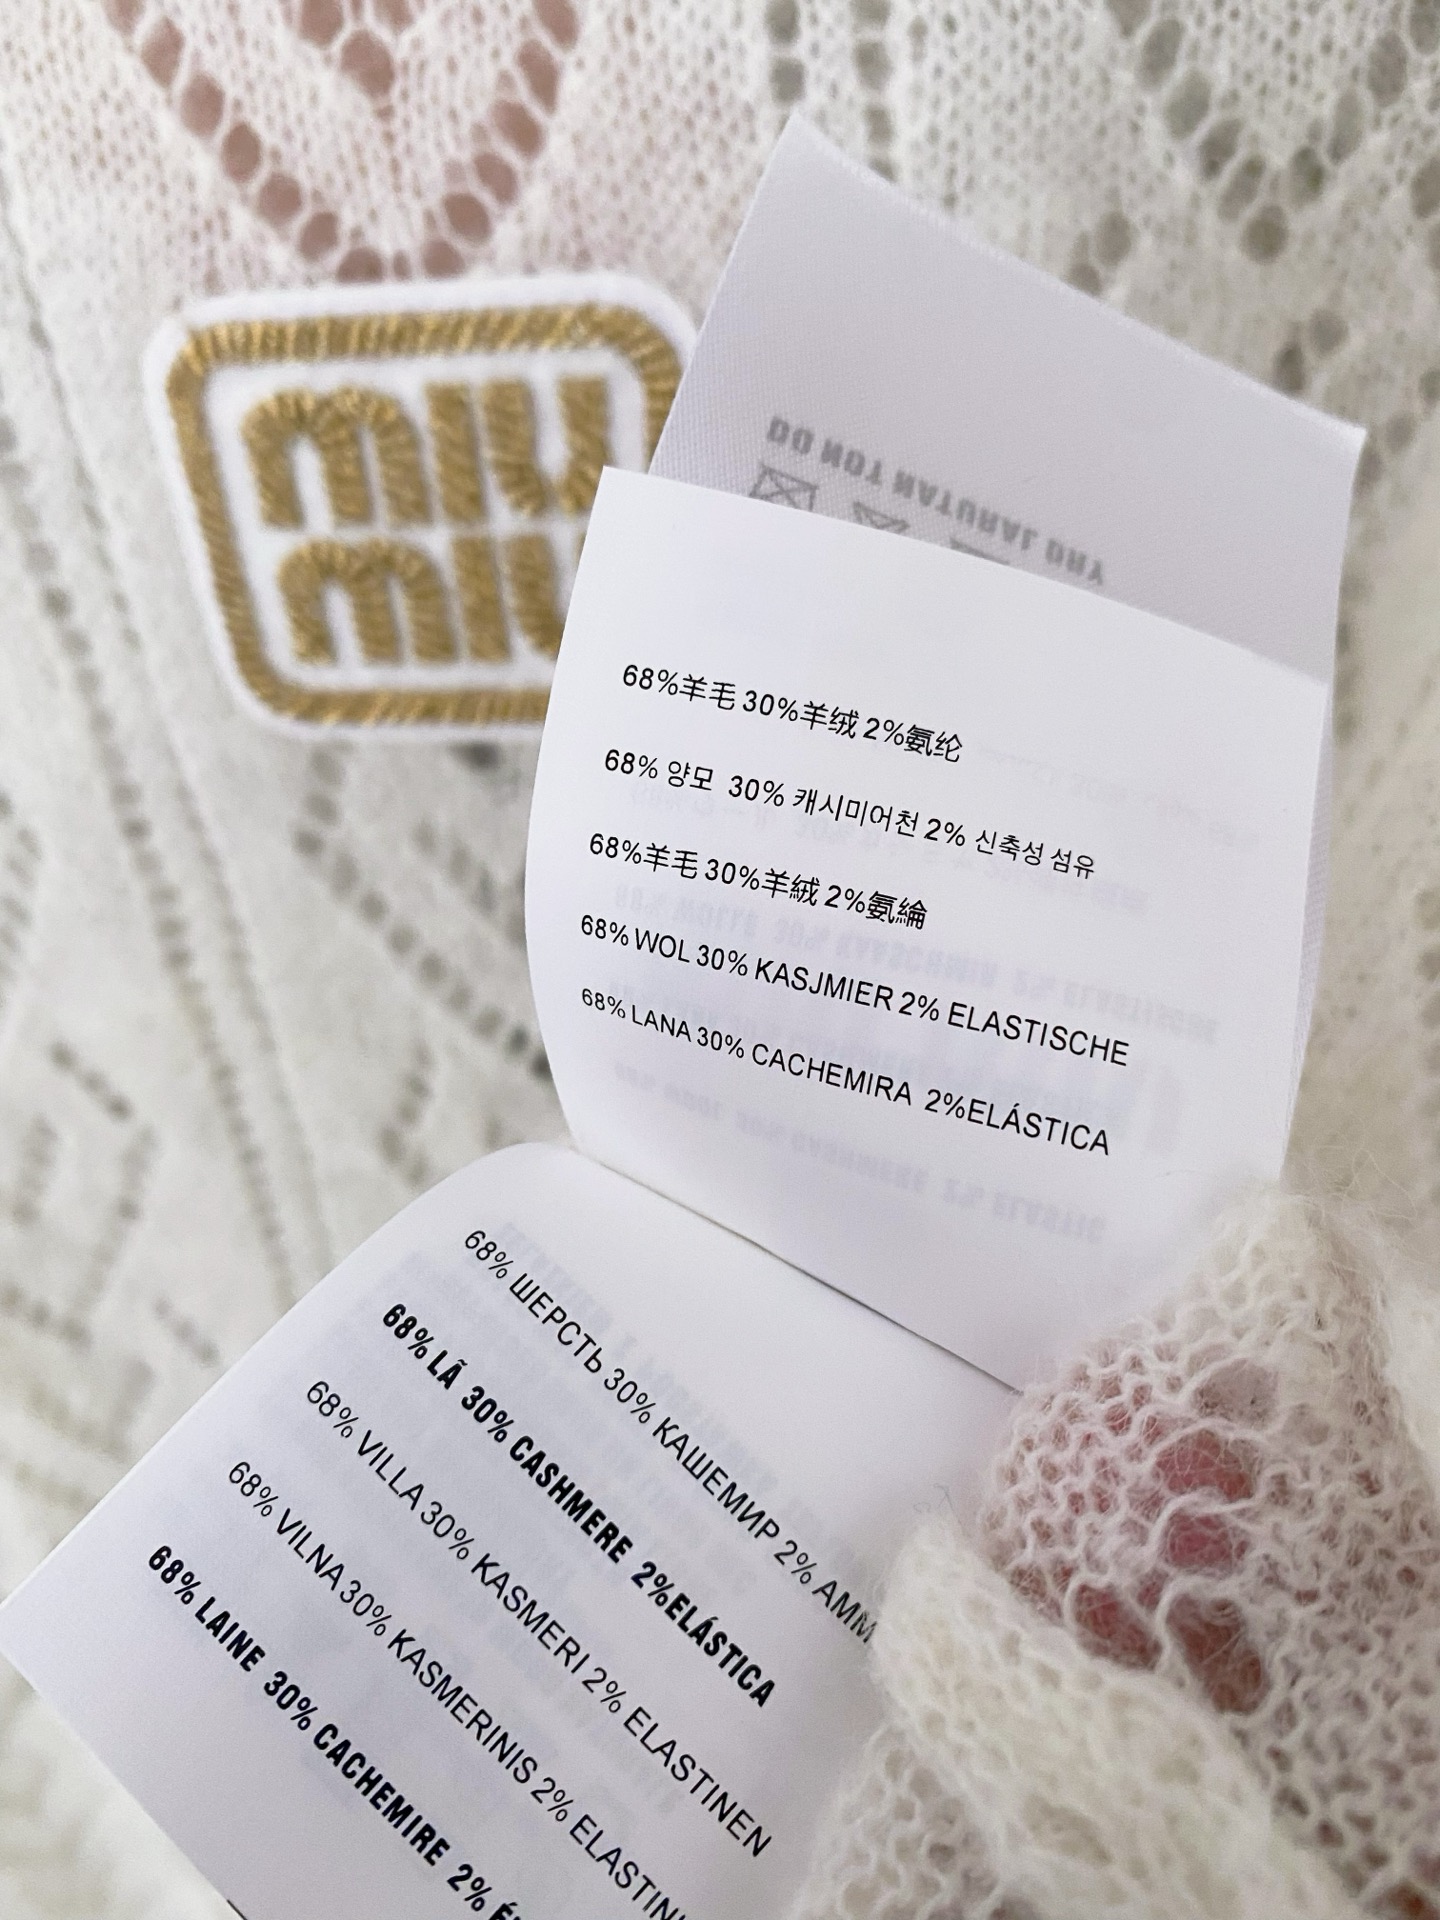 miu
miu
DO NOT NATURAL DRY
68%羊毛 30%羊绒 2%氨纶
68% 양모 30% 캐시미어천 2% 신축성 섬유
68%羊毛 30%羊絨 2%氨綸
68% WOL 30% KASJMIER 2% ELASTISCHE
68% LANA 30% CACHEMIRA 2%ELÁSTICA
68% ШЕРСТЬ 30% КАШЕМИР 2% АММ
68% LÃ 30% CASHMERE 2%ELÁSTICA
68% VILLA 30% KASMERI 2% ELASTINEN
68% VILNA 30% KASMERINIS 2% ELASTIN
68% LAINE 30% CACHEMIRE 2% É